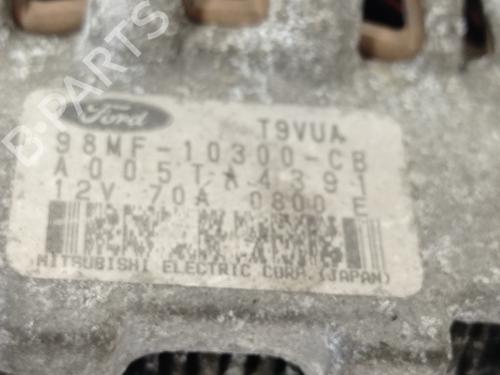 B-PARTS
Ford
T9VUA
98MF-10300-CB
A005TA4391
12V 70A 0800 E
MITSUBISHI ELECTRIC CORP. (JAPAN)